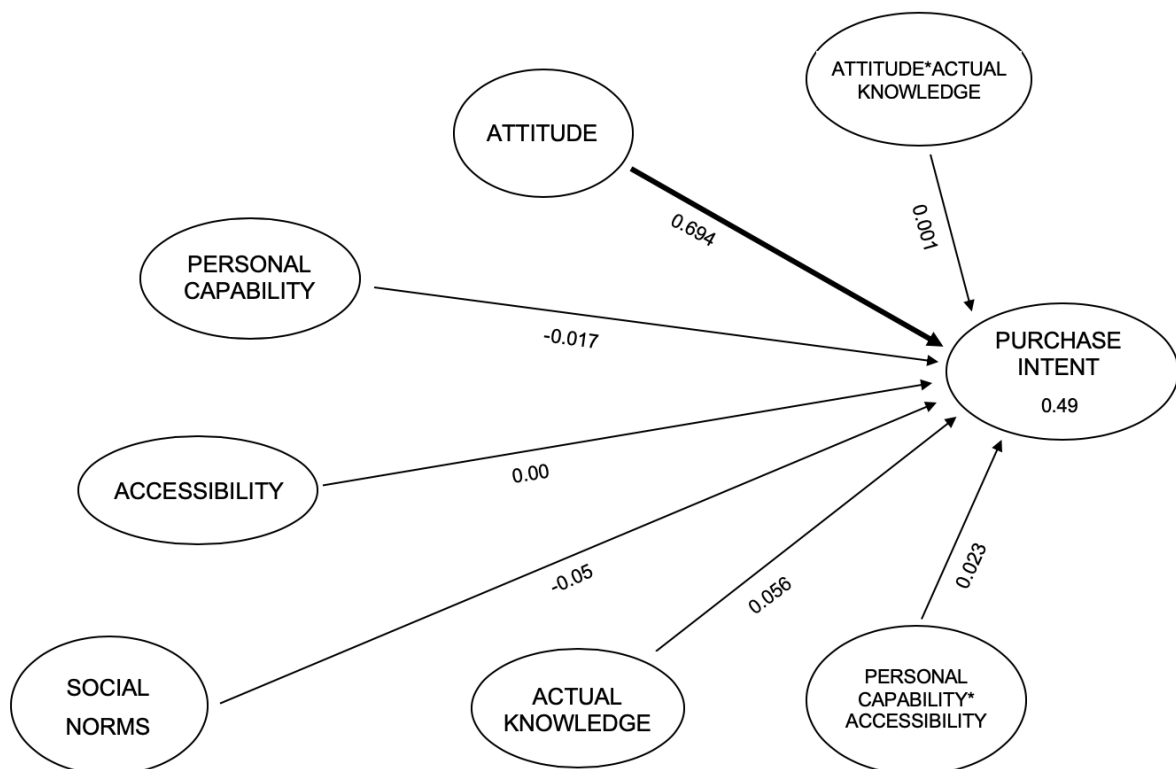 ATTITUDE*ACTUAL
KNOWLEDGE
ATTITUDE
0.694
0.001
PERSONAL
CAPABILITY
-0.017
PURCHASE
INTENT
0.49
ACCESSIBILITY
0.00
-0.05
0.056
0.023
SOCIAL
NORMS
ACTUAL
KNOWLEDGE
PERSONAL
CAPABILITY*
ACCESSIBILITY